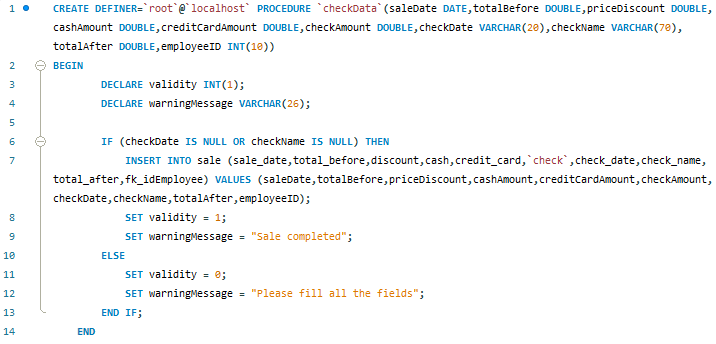 1 CREATE DEFINER=`root`@`localhost` PROCEDURE `checkData`(saleDate DATE,totalBefore DOUBLE,priceDiscount DOUBLE,
cashAmount DOUBLE,creditCardAmount DOUBLE,checkAmount DOUBLE,checkDate VARCHAR(20),checkName VARCHAR(70),
totalAfter DOUBLE,employeeID INT(10))
2 BEGIN
3 DECLARE validity INT(1);
4 DECLARE warningMessage VARCHAR(26);
5
6 IF (checkDate IS NULL OR checkName IS NULL) THEN
7 INSERT INTO sale (sale_date,total_before,discount,cash,credit_card,`check`,check_date,check_name,
total_after,fk_idEmployee) VALUES (saleDate,totalBefore,priceDiscount,cashAmount,creditCardAmount,checkAmount,
checkDate,checkName,totalAfter,employeeID);
8 SET validity = 1;
9 SET warningMessage = "Sale completed";
10 ELSE
11 SET validity = 0;
12 SET warningMessage = "Please fill all the fields";
13 END IF;
14 END